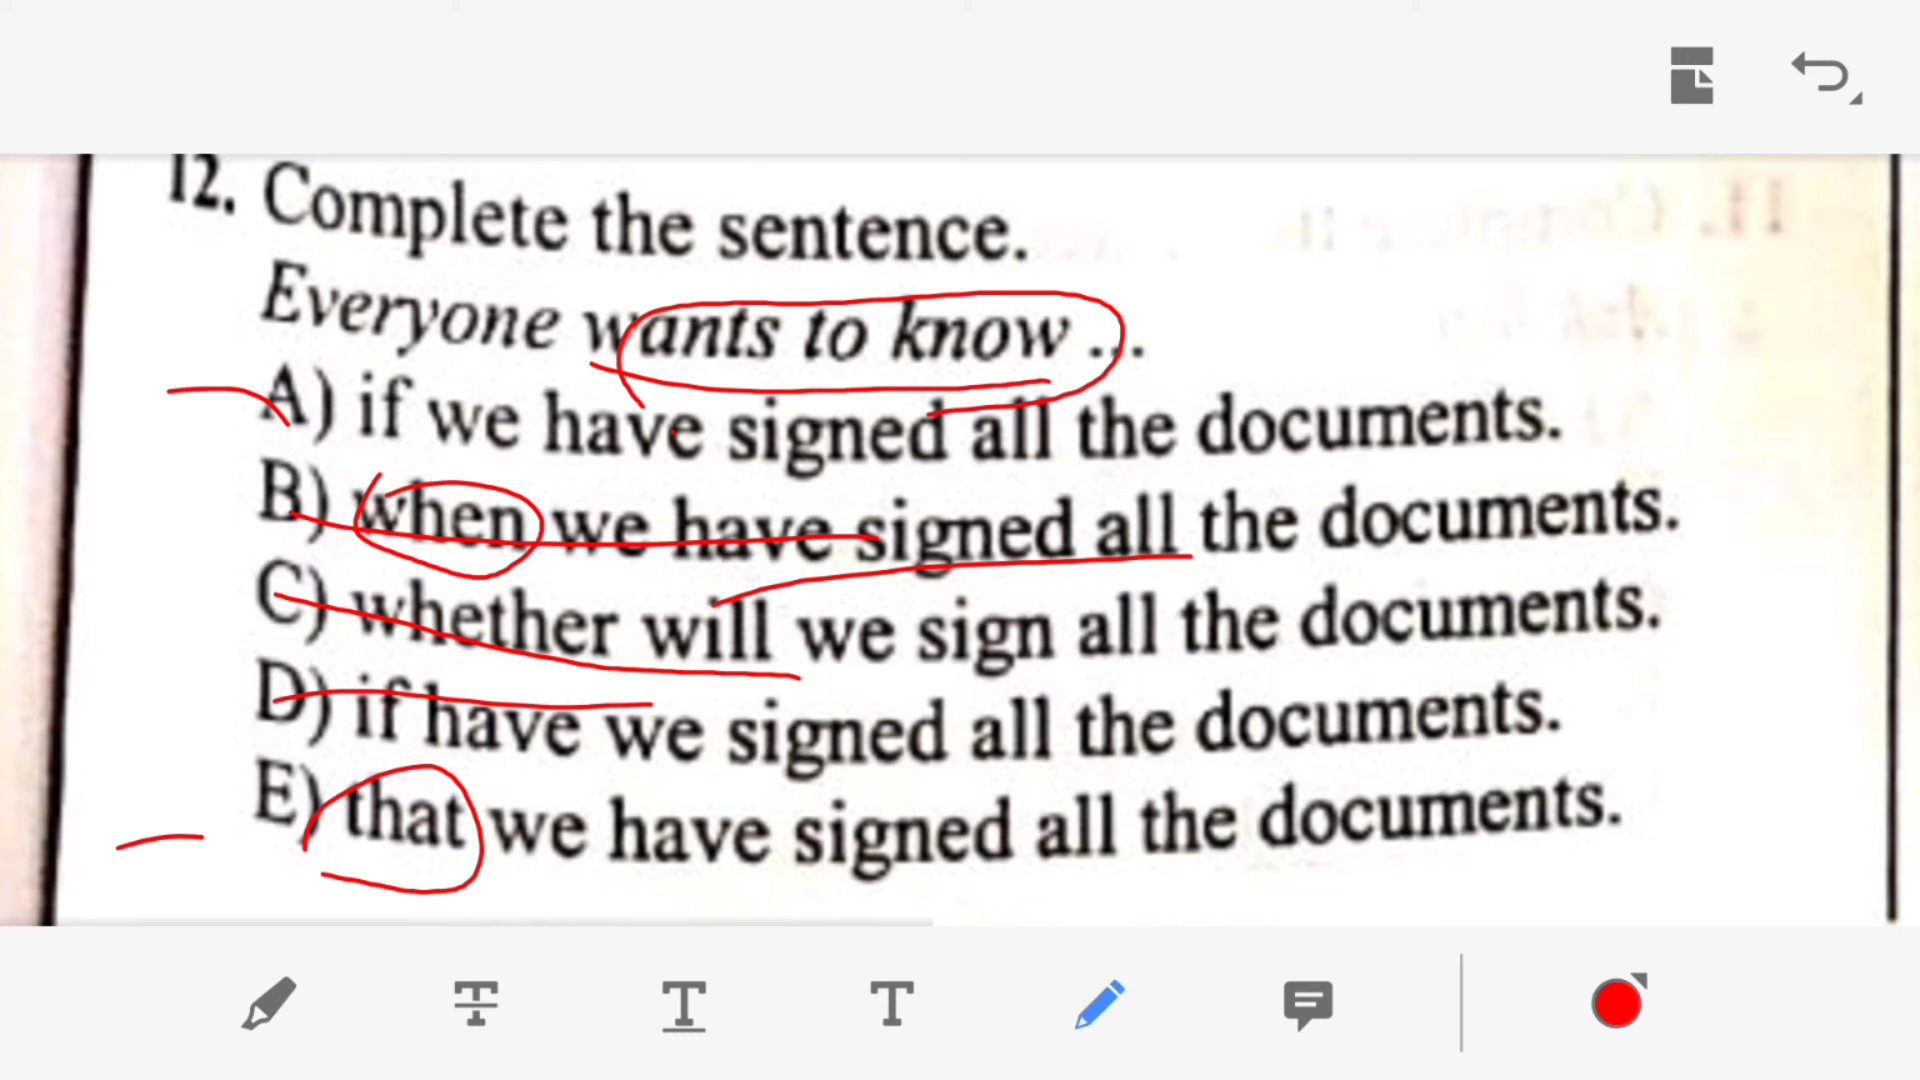 12. Complete the sentence.
Everyone wants to know ...
A) if we have signed all the documents.
B) when we have signed all the documents.
C) whether will we sign all the documents.
D) if have we signed all the documents.
E) that we have signed all the documents.